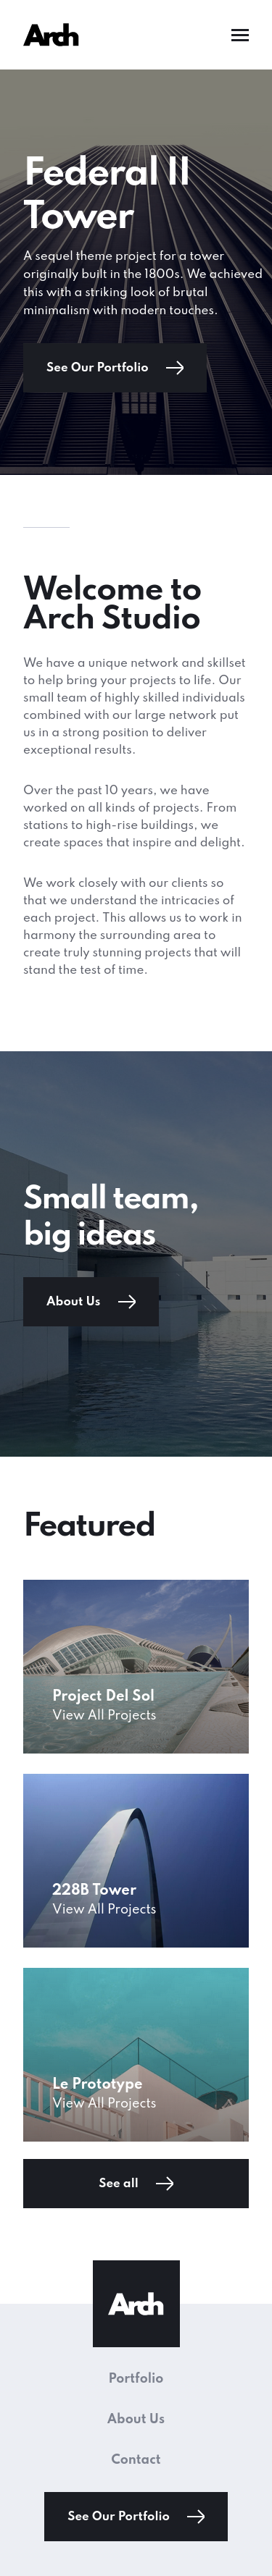 Arch
Federal II
Tower
A sequel theme project for a tower
originally built in the 1800s. We achieved
this with a striking look of brutal
minimalism with modern touches.
See Our Portfolio
Welcome to
Arch Studio
We have a unique network and skillset
to help bring your projects to life. Our
small team of highly skilled individuals
combined with our large network put
us in a strong position to deliver
exceptional results.
Over the past 10 years, we have
worked on all kinds of projects. From
stations to high-rise buildings, we
create spaces that inspire and delight.
We work closely with our clients so
that we understand the intricacies of
each project. This allows us to work in
harmony the surrounding area to
create truly stunning projects that will
stand the test of time.
Small team,
big ideas
About Us
Featured
Project Del Sol
View All Projects
228B Tower
View All Projects
Le Prototype
View All Projects
See all
Arch
Portfolio
About Us
Contact
See Our Portfolio